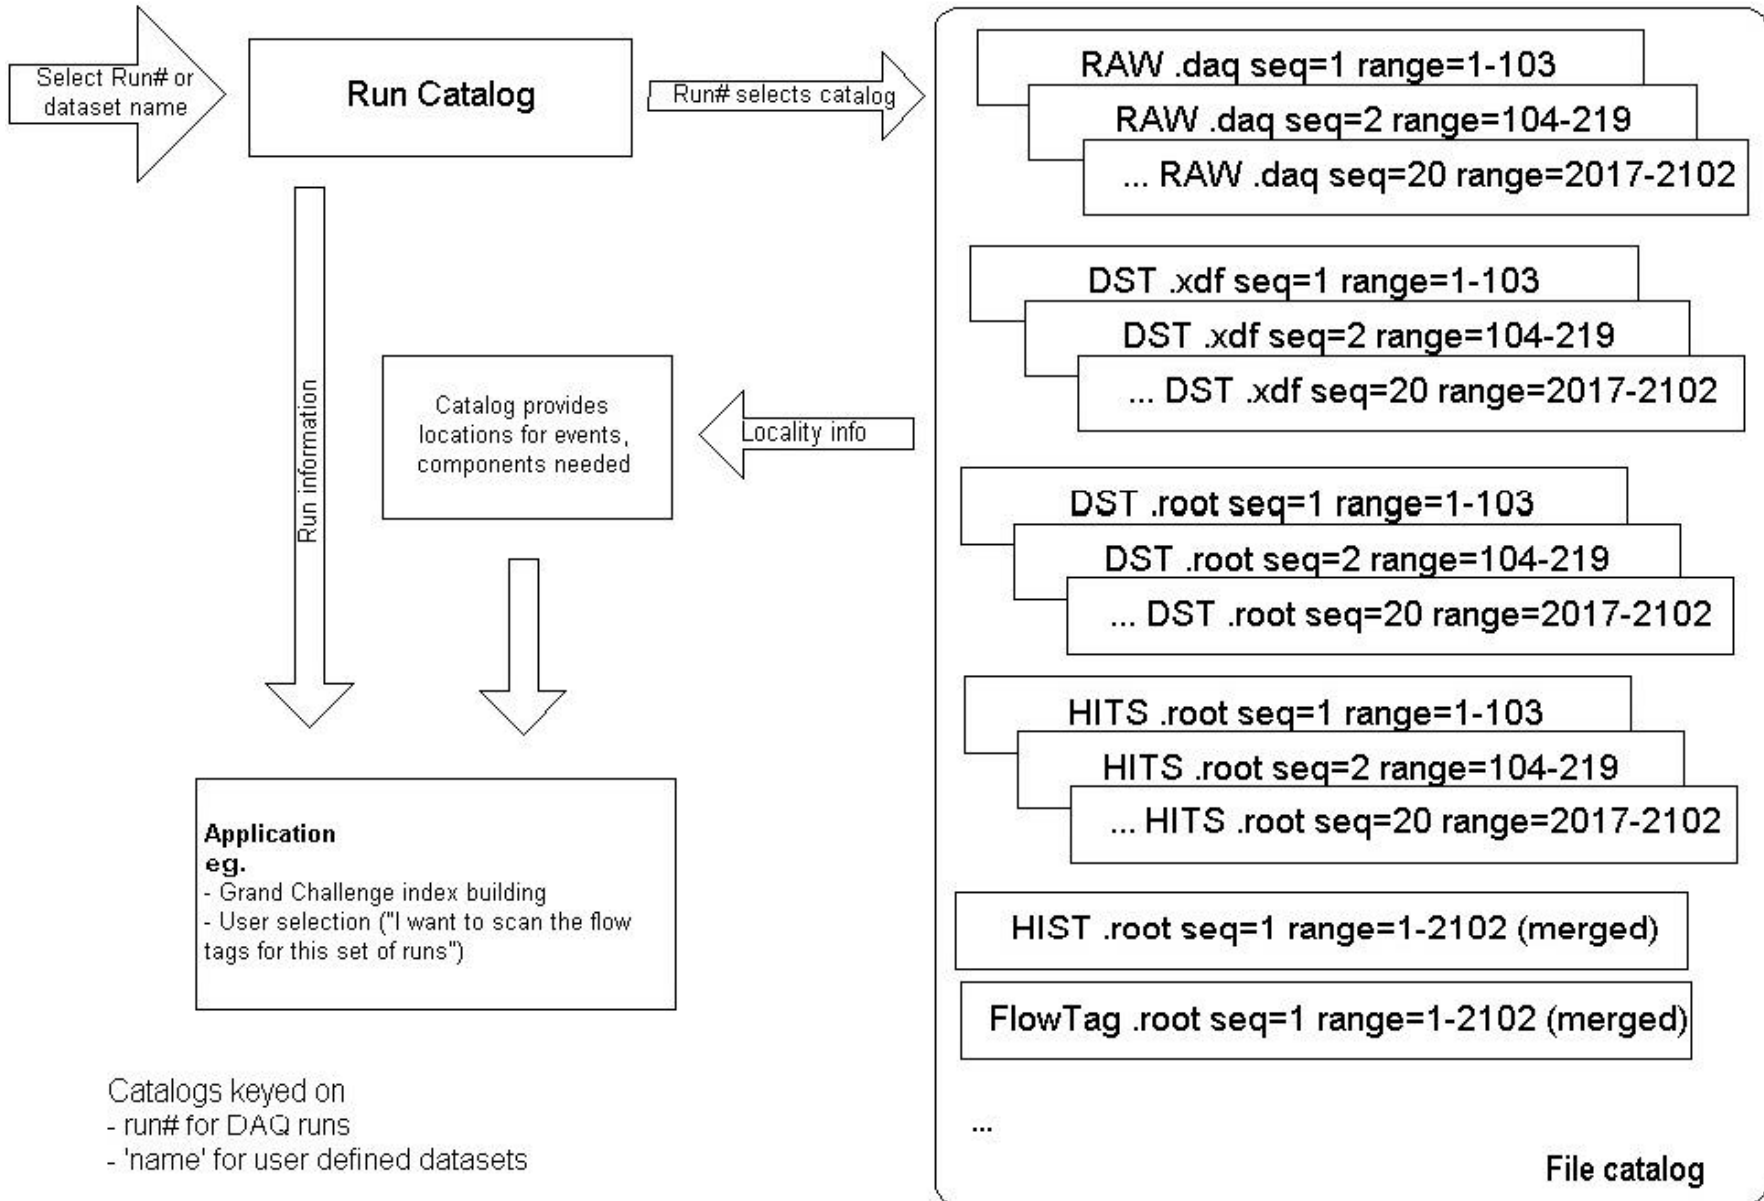 Select Run# or
dataset name
Run Catalog
Run# selects catalog
RAW .daq seq=1 range=1-103
RAW .daq seq=2 range=104-219
... RAW .daq seq=20 range=2017-2102
DST .xdf seq=1 range=1-103
DST .xdf seq=2 range=104-219
... DST .xdf seq=20 range=2017-2102
Run information
Catalog provides
locations for events,
components needed
Locality info
DST .root seq=1 range=1-103
DST .root seq=2 range=104-219
... DST .root seq=20 range=2017-2102
HITS .root seq=1 range=1-103
HITS .root seq=2 range=104-219
... HITS .root seq=20 range=2017-2102
Application
eg.
- Grand Challenge index building
- User selection ("I want to scan the flow
tags for this set of runs")
HIST .root seq=1 range=1-2102 (merged)
FlowTag .root seq=1 range=1-2102 (merged)
...
File catalog
Catalogs keyed on
- run# for DAQ runs
- 'name' for user defined datasets